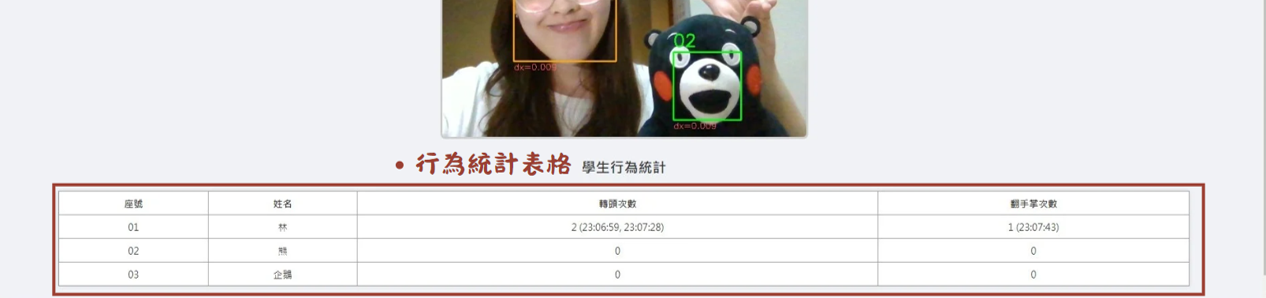 02
dx=0.009
dx=0.009
• 行為統計表格 學生行為統計
座號 姓名 轉頭次數 翻手掌次數
01 林 2 (23:06:59, 23:07:28) 1 (23:07:43)
02 熊 0 0
03 企鵝 0 0